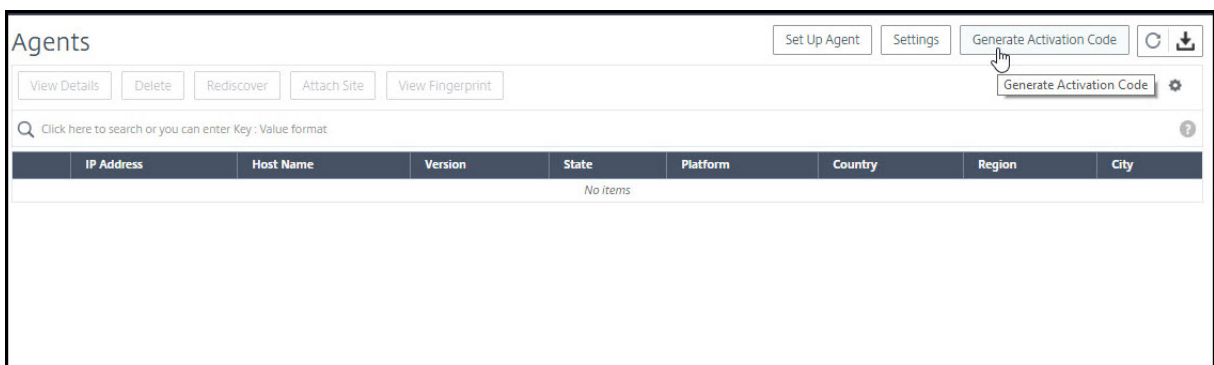 Agents
Set Up Agent Settings Generate Activation Code
View Details Delete Rediscover Attach Site View Fingerprint
Generate Activation Code
Click here to search or you can enter Key : Value format
?
IP Address Host Name Version State Platform Country Region City
No items